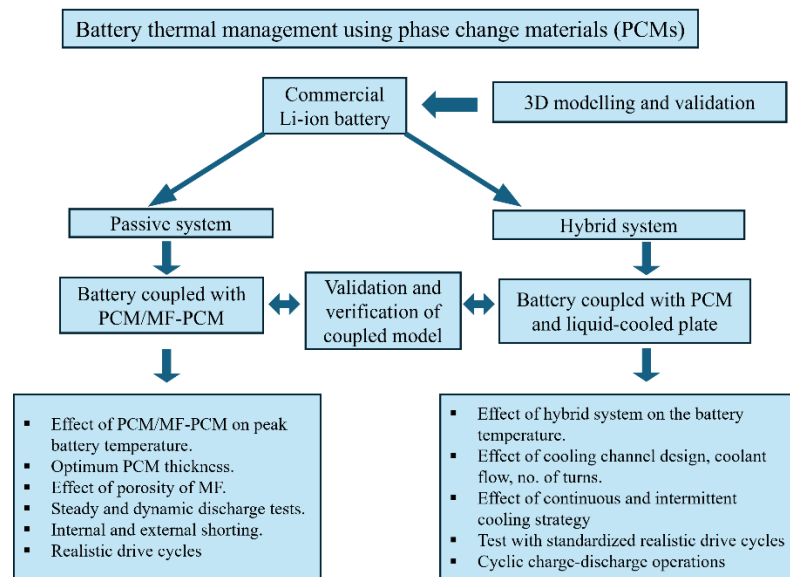 Battery thermal management using phase change materials (PCMs)
Commercial
Li-ion battery
3D modelling and validation
Passive system
Hybrid system
Battery coupled with
PCM/MF-PCM
Validation and
verification of
coupled model
Battery coupled with PCM
and liquid-cooled plate
▪ Effect of PCM/MF-PCM on peak
battery temperature.
▪ Optimum PCM thickness.
▪ Effect of porosity of MF.
▪ Steady and dynamic discharge tests.
▪ Internal and external shorting.
▪ Realistic drive cycles
▪ Effect of hybrid system on the battery
temperature.
▪ Effect of cooling channel design, coolant
flow, no. of turns.
▪ Effect of continuous and intermittent
cooling strategy
▪ Test with standardized realistic drive cycles
▪ Cyclic charge-discharge operations